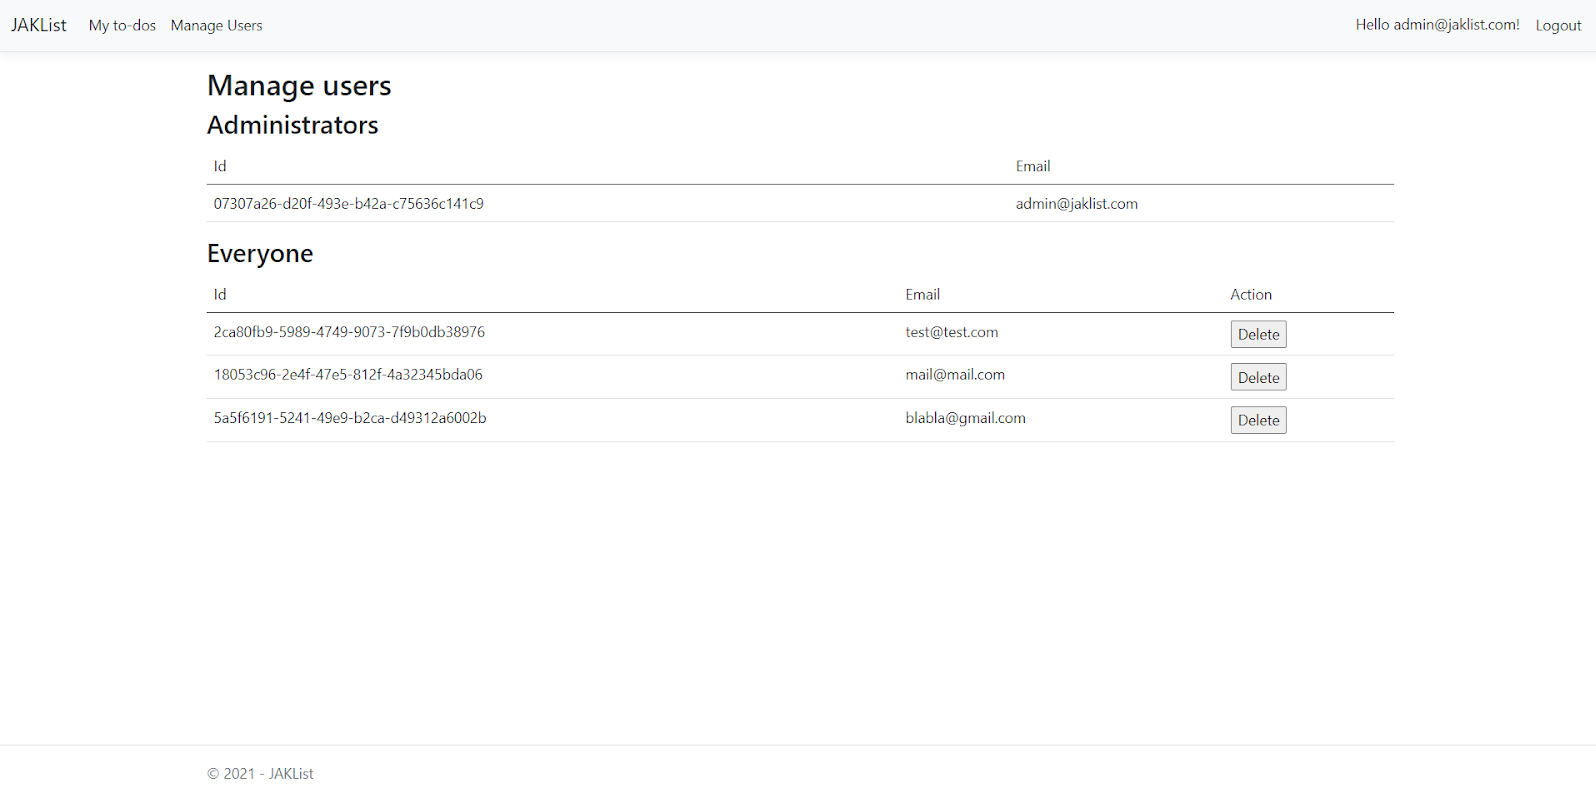 JAKList My to-dos Manage Users Hello admin@jaklist.com! Logout
Manage users
Administrators
Id Email
07307a26-d20f-493e-b42a-c75636c141c9 admin@jaklist.com
Everyone
Id Email Action
2ca80fb9-5989-4749-9073-7f9b0db38976 test@test.com Delete
18053c96-2e4f-47e5-812f-4a32345bda06 mail@mail.com Delete
5a5f6191-5241-49e9-b2ca-d49312a6002b blabla@gmail.com Delete
© 2021 - JAKList